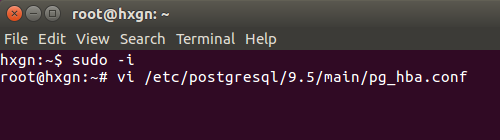 root@hxgn: ~
File Edit View Search Terminal Help
hxgn:~$ sudo -i
root@hxgn:~# vi /etc/postgresql/9.5/main/pg_hba.conf